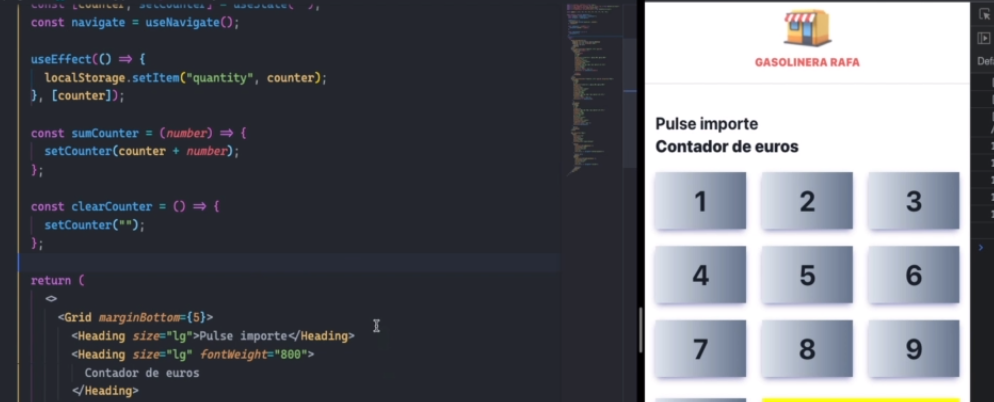 const [counter, setCounter] = useState("");
const navigate = useNavigate();
useEffect(() => {
localStorage.setItem("quantity", counter);
}, [counter]);
const sumCounter = (number) => {
setCounter(counter + number);
};
const clearCounter = () => {
setCounter("");
};
return (
<>
<Grid marginBottom={5}>
<Heading size="lg">Pulse importe</Heading>
<Heading size="lg" fontWeight="800">
Contador de euros
</Heading>
GASOLINERA RAFA
Pulse importe
Contador de euros
1 2 3
4 5 6
7 8 9
Def